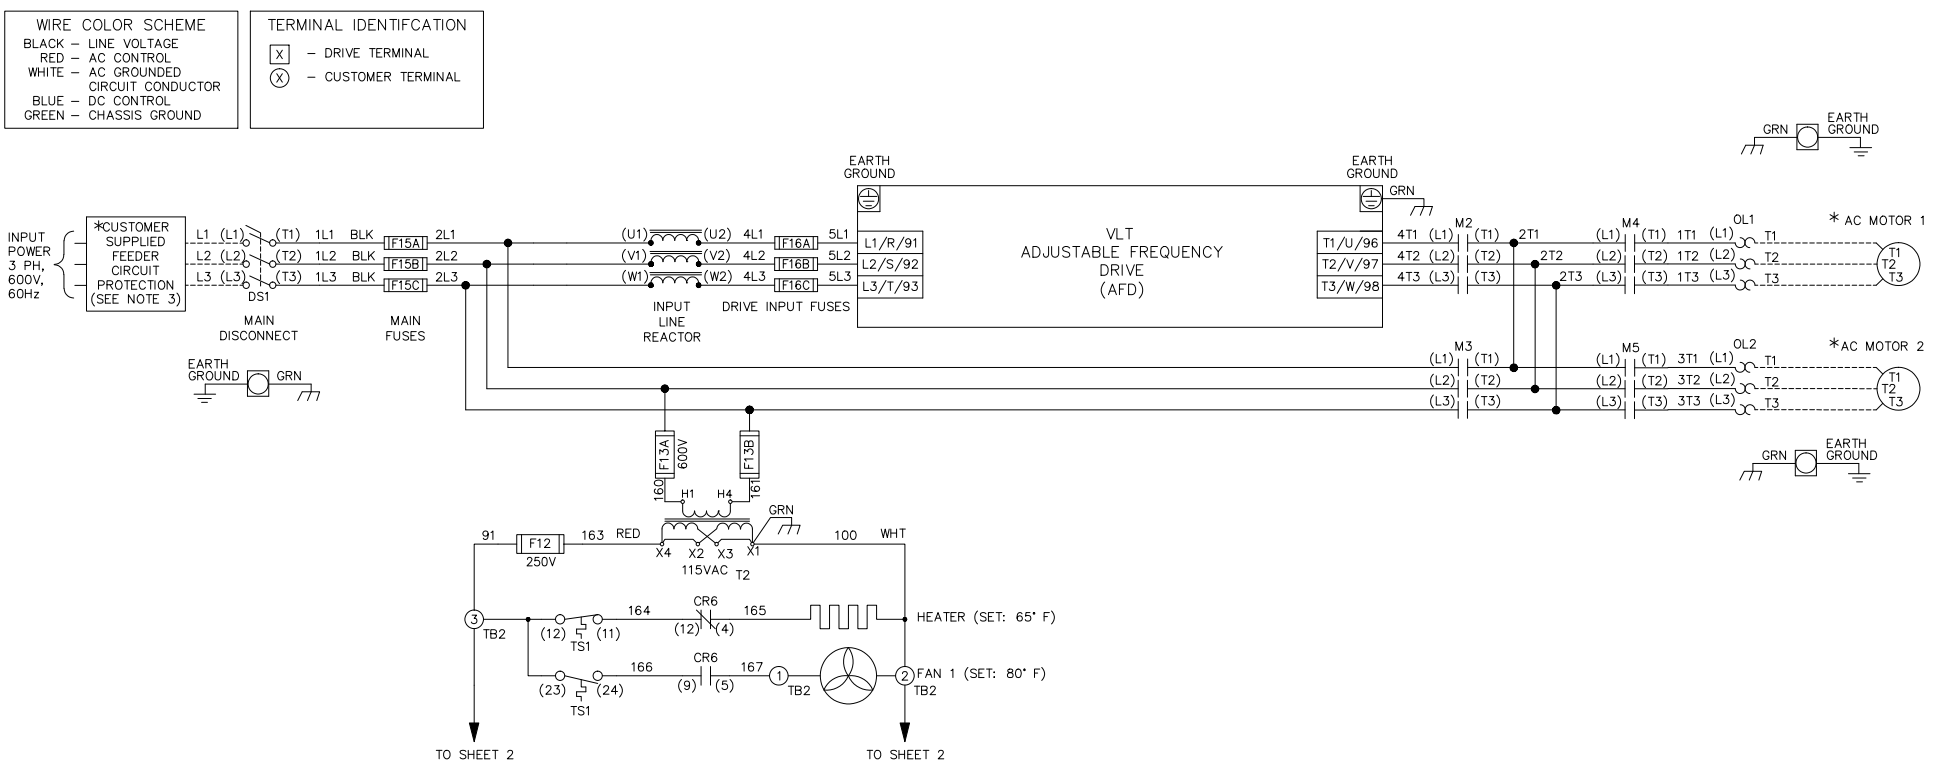 WIRE COLOR SCHEME
BLACK – LINE VOLTAGE
RED – AC CONTROL
WHITE – AC GROUNDED
CIRCUIT CONDUCTOR
BLUE – DC CONTROL
GREEN – CHASSIS GROUND
TERMINAL IDENTIFCATION
X – DRIVE TERMINAL
X – CUSTOMER TERMINAL
GRN
EARTH
GROUND
EARTH
GROUND
EARTH
GROUND
GRN
INPUT
POWER
3 PH,
600V,
60Hz
*CUSTOMER
SUPPLIED
FEEDER
CIRCUIT
PROTECTION
(SEE NOTE 3)
L1 (L1) (T1) 1L1 BLK F15A 2L1 (U1) (U2) 4L1 F16A 5L1 L1/R/91
L2 (L2) (T2) 1L2 BLK F15B 2L2 (V1) (V2) 4L2 F16B 5L2 L2/S/92
L3 (L3) (T3) 1L3 BLK F15C 2L3 (W1) (W2) 4L3 F16C 5L3 L3/T/93
DS1
MAIN
DISCONNECT
MAIN
FUSES
INPUT
LINE
REACTOR
DRIVE INPUT FUSES
VLT
ADJUSTABLE FREQUENCY
DRIVE
(AFD)
M2 M4 OL1 * AC MOTOR 1
T1/U/96 4T1 (L1) (T1) 2T1 (L1) (T1) 1T1 (L1) T1
T2/V/97 4T2 (L2) (T2) 2T2 (L2) (T2) 1T2 (L2) T2
T3/W/98 4T3 (L3) (T3) 2T3 (L3) (T3) 1T3 (L3) T3
T1
T2
T3
M3 M5 OL2 *AC MOTOR 2
(L1) (T1) (L1) (T1) 3T1 (L1) T1
(L2) (T2) (L2) (T2) 3T2 (L2) T2
(L3) (T3) (L3) (T3) 3T3 (L3) T3
T1
T2
T3
EARTH
GROUND
GRN
GRN
EARTH
GROUND
F13A
600V
F13B
160
161
H1 H4
GRN
91 F12 163 RED
250V
X4 X2 X3 X1
100 WHT
115VAC T2
3
TB2
164 CR6 165
(12) (11) (12) (4)
TS1
HEATER (SET: 65° F)
166 CR6 167 1
(23) (24) (9) (5) TB2
TS1
2 FAN 1 (SET: 80° F)
TB2
TO SHEET 2
TO SHEET 2